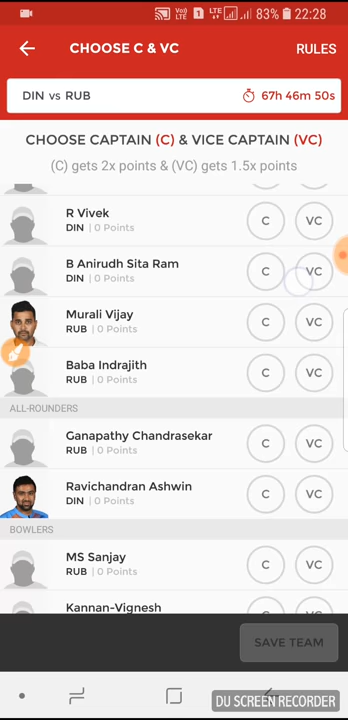 Vo)) LTE 1 LTE 83% 22:28
CHOOSE C & VC RULES
DIN vs RUB 67h 46m 50s
CHOOSE CAPTAIN (C) & VICE CAPTAIN (VC)
(C) gets 2x points & (VC) gets 1.5x points
R Vivek
DIN | 0 Points
C VC
B Anirudh Sita Ram
DIN | 0 Points
C VC
Murali Vijay
RUB | 0 Points
C VC
Baba Indrajith
RUB | 0 Points
C VC
ALL-ROUNDERS
Ganapathy Chandrasekar
RUB | 0 Points
C VC
Ravichandran Ashwin
DIN | 0 Points
C VC
BOWLERS
MS Sanjay
RUB | 0 Points
C VC
Kannan-Vignesh
SAVE TEAM
DU SCREEN RECORDER